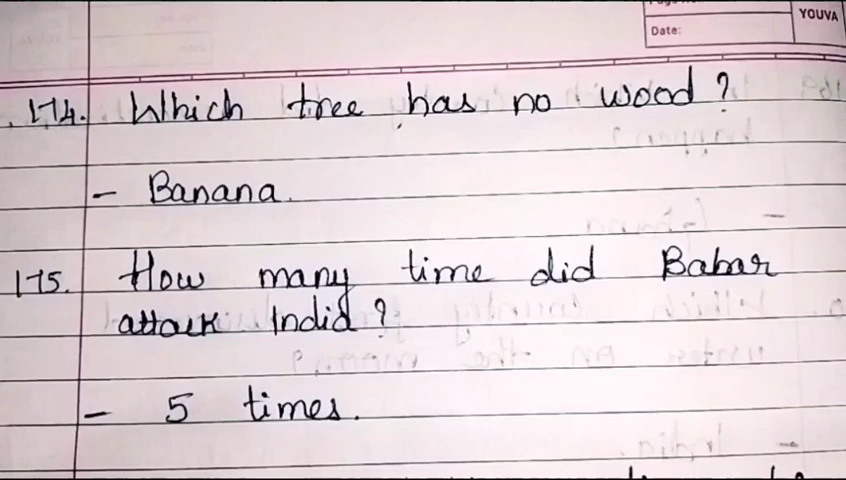 YOUVA
Date:
174. Which tree has no wood?
- Banana.
175. How many time did Babar
attack India?
- 5 times.